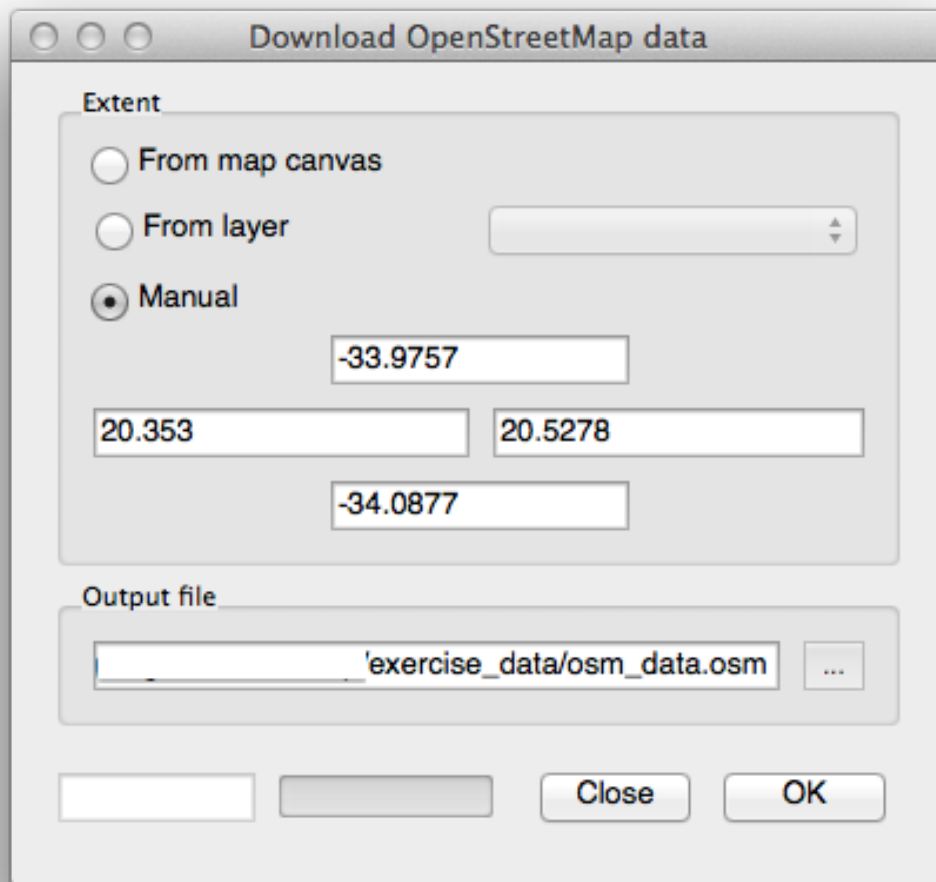 Download OpenStreetMap data
Extent
From map canvas
From layer
Manual
-33.9757
20.353 20.5278
-34.0877
Output file
/exercise_data/osm_data.osm ...
Close OK